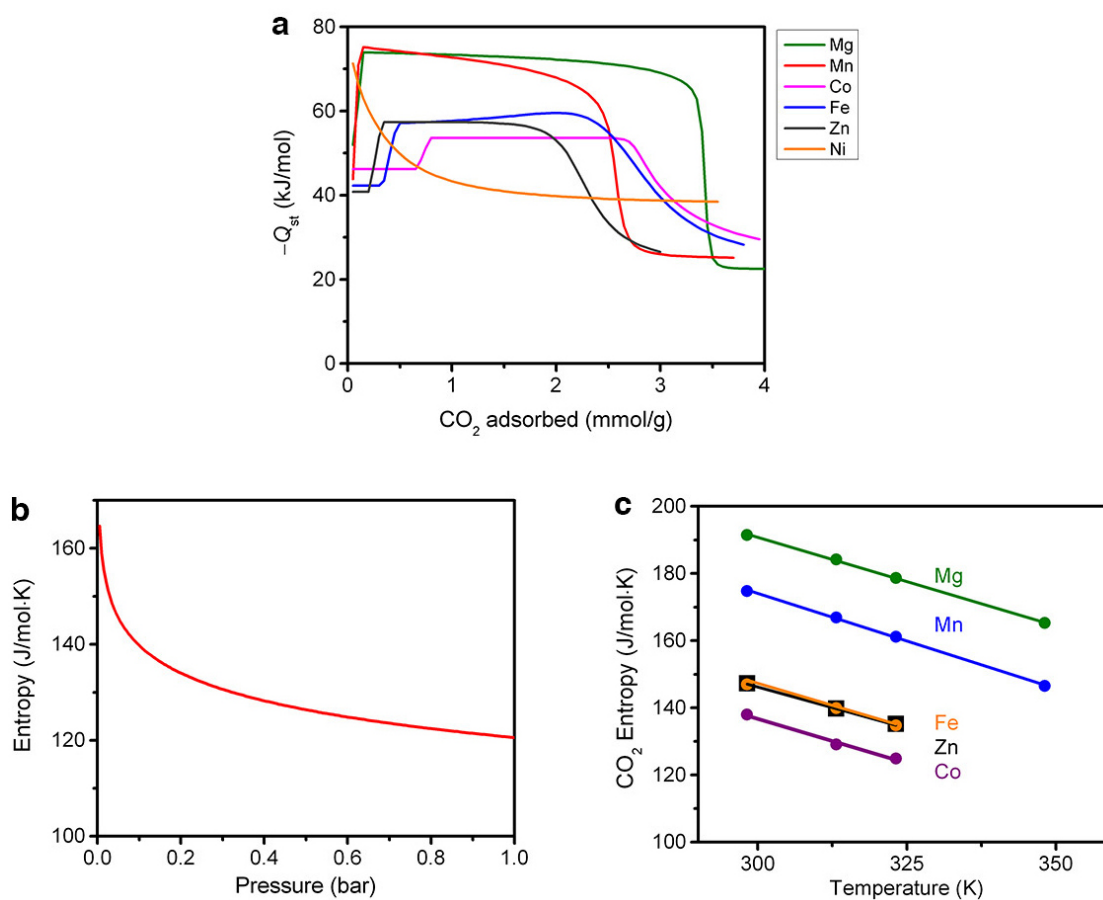 a
80
60
40
20
0
−Qst (kJ/mol)
0 1 2 3 4
CO2 adsorbed (mmol/g)
Mg
Mn
Co
Fe
Zn
Ni
b
160
140
120
100
Entropy (J/mol·K)
0.0 0.2 0.4 0.6 0.8 1.0
Pressure (bar)
c
200
180
160
140
120
100
CO2 Entropy (J/mol·K)
Mg
Mn
Fe
Zn
Co
300 325 350
Temperature (K)